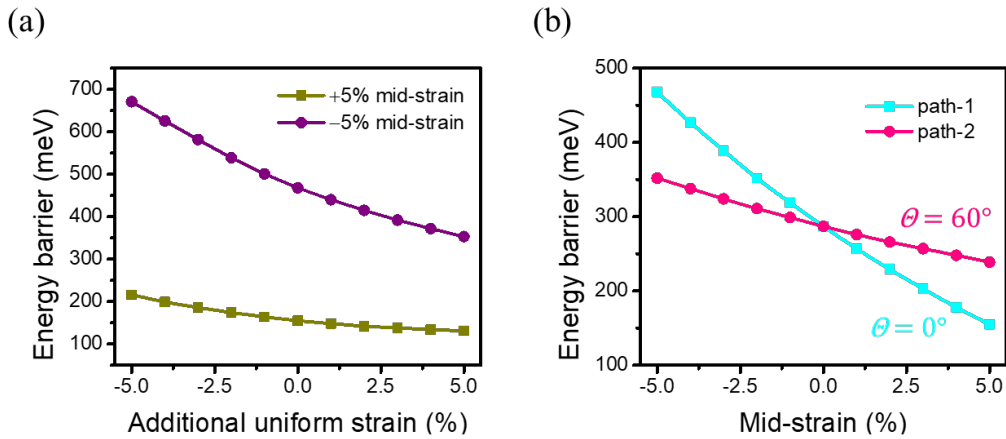 (a)
700
600
500
400
300
200
100
Energy barrier (meV)
+5% mid-strain
−5% mid-strain
-5.0 -2.5 0.0 2.5 5.0
Additional uniform strain (%)
(b)
500
400
300
200
100
Energy barrier (meV)
path-1
path-2
Θ = 60°
Θ = 0°
-5.0 -2.5 0.0 2.5 5.0
Mid-strain (%)